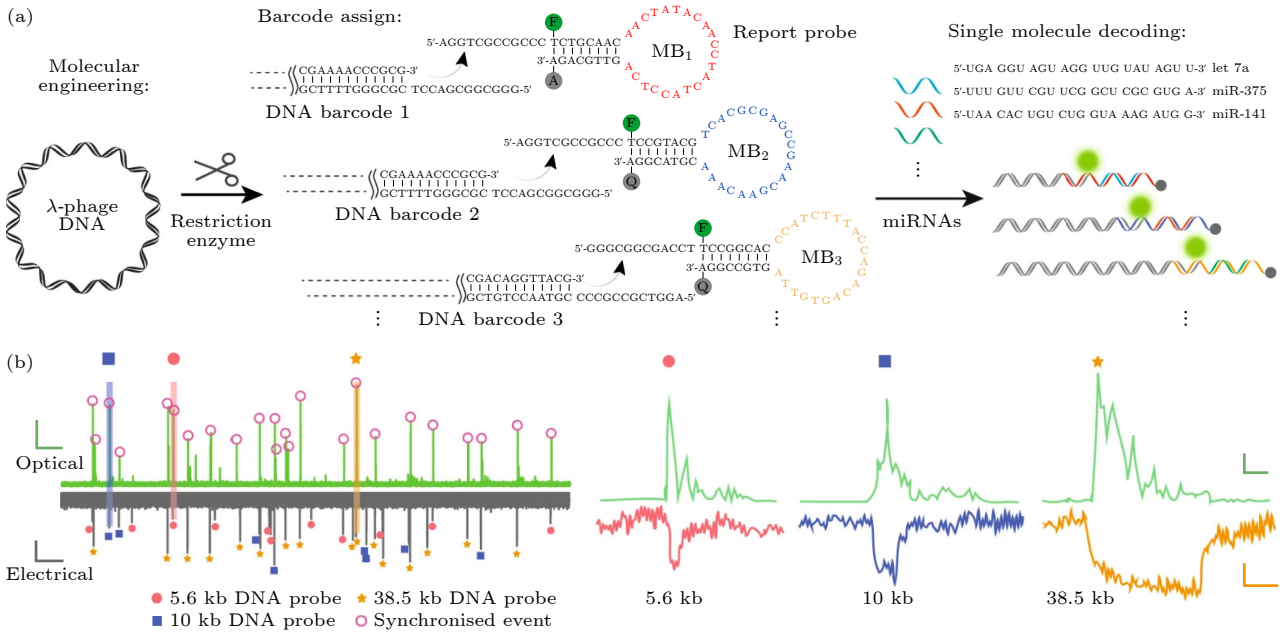 (a)
Barcode assign:
Report probe
Single molecule decoding:
Molecular
engineering:
λ-phage
DNA
Restriction
enzyme
F
5′-AGGTCGCCGCCC TCTGCAAC
3′-AGACGTTG
A
AACTATACAACCTACTACCTCA
MB1
CGAAAACCCGCG-3′
GCTTTTGGGCGC TCCAGCGGCGGG-5′
DNA barcode 1
F
5′-AGGTCGCCGCCC TCCGTACG
3′-AGGCATGC
Q
TCACGCGAGCCGAACGAACAAA
MB2
CGAAAACCCGCG-3′
GCTTTTGGGCGC TCCAGCGGCGGG-5′
DNA barcode 2
F
5′-GGGCGGCGACCT TCCGGCAC
3′-AGGCCGTG
Q
CCATCTTTACCAGACAGTGTTA
MB3
CGACAGGTTACG-3′
GCTGTCCAATGC CCCGCCGCTGGA-5′
DNA barcode 3
5′-UGA GGU AGU AGG UUG UAU AGU U-3′ let 7a
5′-UUU GUU CGU UCG GCU CGC GUG A-3′ miR-375
5′-UAA CAC UGU CUG GUA AAG AUG G-3′ miR-141
miRNAs
(b)
Optical
Electrical
5.6 kb DNA probe
38.5 kb DNA probe
10 kb DNA probe
Synchronised event
5.6 kb
10 kb
38.5 kb